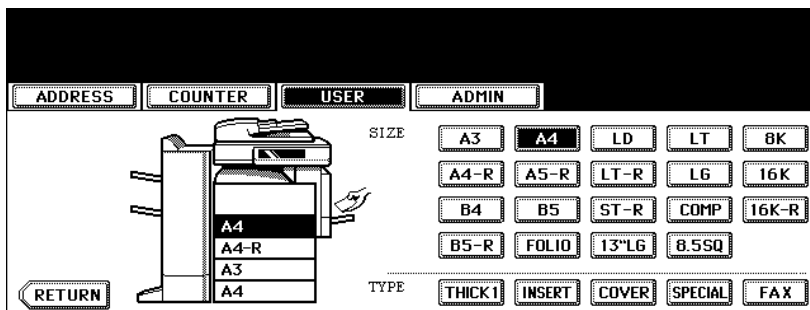 ADDRESS COUNTER USER ADMIN
SIZE A3 A4 LD LT 8K
A4-R A5-R LT-R LG 16K
B4 B5 ST-R COMP 16K-R
A4
A4-R B5-R FOLIO 13"LG 8.5SQ
A3
RETURN A4 TYPE THICK1 INSERT COVER SPECIAL FAX